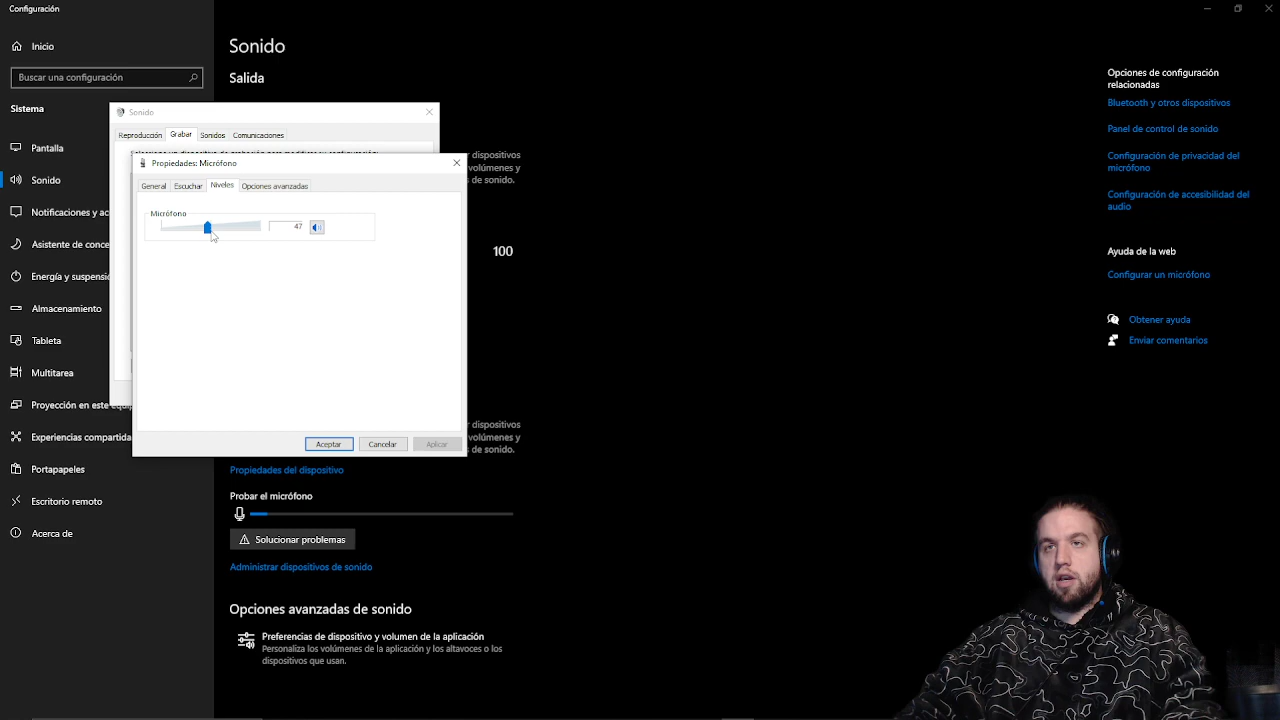 Configuración
Inicio
Buscar una configuración
Sistema
Pantalla
Sonido
Notificaciones y ac
Asistente de conce
Energía y suspensió
Almacenamiento
Tableta
Multitarea
Proyección en este equip
Experiencias compartida
Portapapeles
Escritorio remoto
Acerca de
Sonido
Salida
Sonido
Reproducción Grabar Sonidos Comunicaciones
Propiedades: Micrófono
General Escuchar Niveles Opciones avanzadas
Micrófono
47
Aceptar Cancelar Aplicar
r dispositivos
volúmenes y
s de sonido.
100
r dispositivos
volúmenes y
s de sonido.
Propiedades del dispositivo
Probar el micrófono
Solucionar problemas
Administrar dispositivos de sonido
Opciones avanzadas de sonido
Preferencias de dispositivo y volumen de la aplicación
Personaliza los volúmenes de la aplicación y los altavoces o los
dispositivos que usan.
Opciones de configuración
relacionadas
Bluetooth y otros dispositivos
Panel de control de sonido
Configuración de privacidad del
micrófono
Configuración de accesibilidad del
audio
Ayuda de la web
Configurar un micrófono
Obtener ayuda
Enviar comentarios